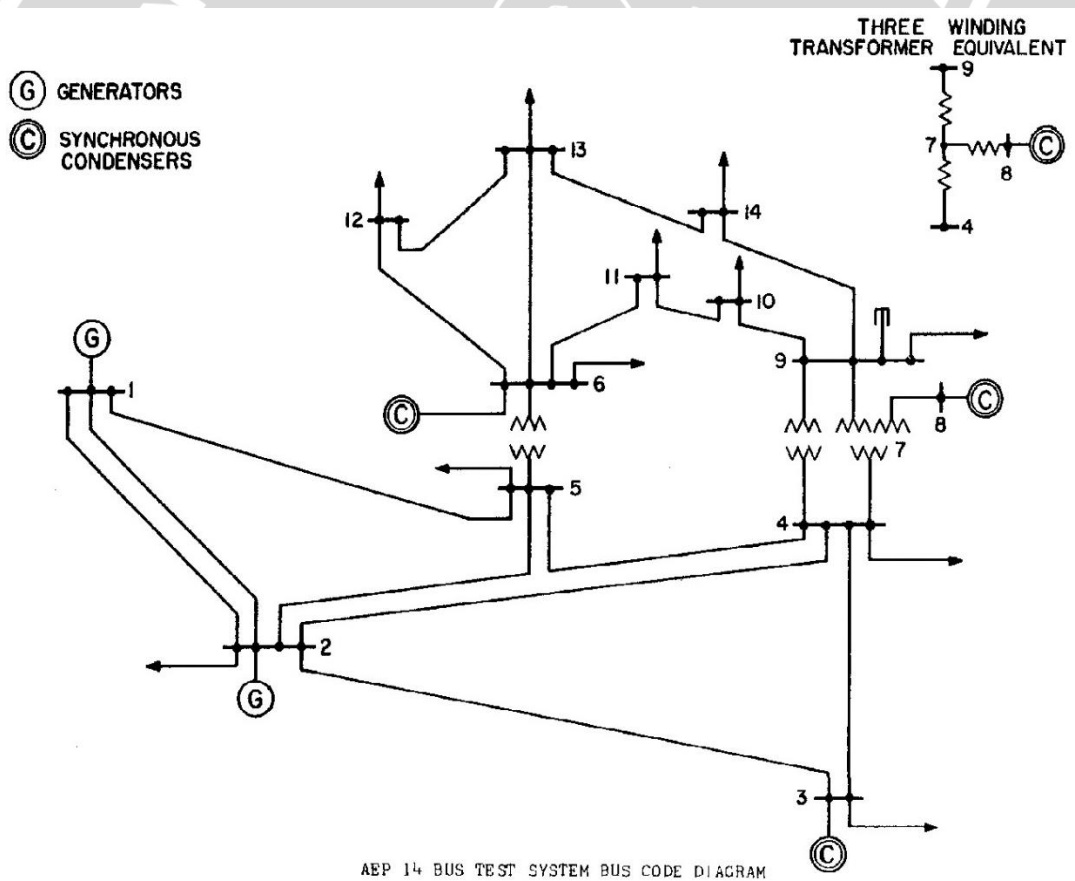 THREE WINDING
TRANSFORMER EQUIVALENT
9
7
C
8
4
G GENERATORS
C SYNCHRONOUS
CONDENSERS
13
12
14
11
10
G
1
9
6
C
C
8
7
5
4
2
G
3
C
AEP 14 BUS TEST SYSTEM BUS CODE DIAGRAM